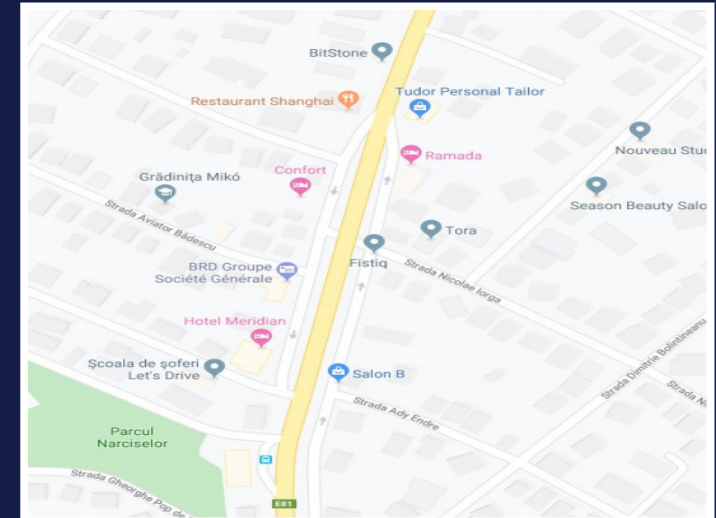 BitStone
Restaurant Shanghai
Tudor Personal Tailor
Nouveau Stu
Ramada
Confort
Grădinița Mikó
Season Beauty Salo
Strada Aviator Bădescu
Tora
Fistiq
BRD Groupe
Société Générale
Strada Nicolae Iorga
Hotel Meridian
Școala de șoferi
Let's Drive
Salon B
Strada Dimitrie Bolintineanu
Strada Ni
Strada Ady Endre
Parcul
Narciselor
Strada Gheorghe Pop de
E81